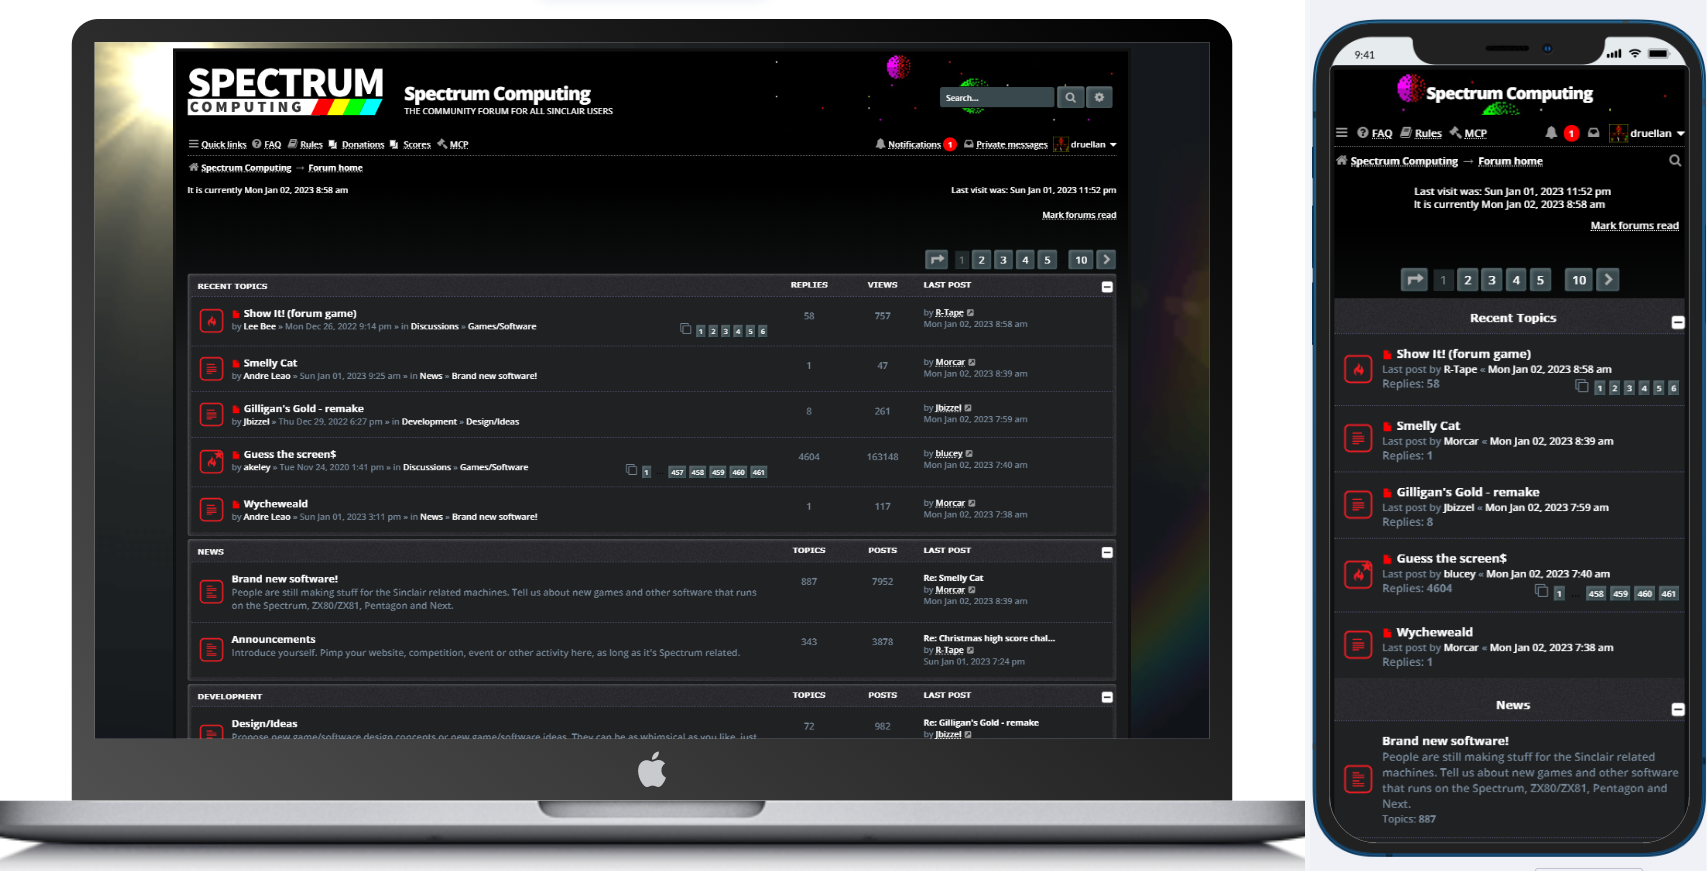 SPECTRUM
COMPUTING
Spectrum Computing
THE COMMUNITY FORUM FOR ALL SINCLAIR USERS
Search...
Quick links FAQ Rules Donations Scores MCP
Notifications 1 Private messages druellan
Spectrum Computing → Forum home
It is currently Mon Jan 02, 2023 8:58 am
Last visit was: Sun Jan 01, 2023 11:52 pm
Mark forums read
1 2 3 4 5 10
RECENT TOPICS REPLIES VIEWS LAST POST
Show It! (forum game)
by Lee Bee » Mon Dec 26, 2022 9:14 pm » in Discussions » Games/Software
1 2 3 4 5 6
58 757
by R-Tape
Mon Jan 02, 2023 8:58 am
Smelly Cat
by Andre Leao » Sun Jan 01, 2023 9:25 am » in News » Brand new software!
1 47
by Morcar
Mon Jan 02, 2023 8:39 am
Gilligan's Gold - remake
by Jbizzel » Thu Dec 29, 2022 6:27 pm » in Development » Design/Ideas
8 261
by Jbizzel
Mon Jan 02, 2023 7:59 am
Guess the screen$
by akeley » Tue Nov 24, 2020 1:41 pm » in Discussions » Games/Software
1 … 457 458 459 460 461
4604 163148
by blucey
Mon Jan 02, 2023 7:40 am
Wycheweald
by Andre Leao » Sun Jan 01, 2023 3:11 pm » in News » Brand new software!
1 117
by Morcar
Mon Jan 02, 2023 7:38 am
NEWS TOPICS POSTS LAST POST
Brand new software!
People are still making stuff for the Sinclair related machines. Tell us about new games and other software that runs
on the Spectrum, ZX80/ZX81, Pentagon and Next.
887 7952
Re: Smelly Cat
by Morcar
Mon Jan 02, 2023 8:39 am
Announcements
Introduce yourself. Pimp your website, competition, event or other activity here, as long as it's Spectrum related.
343 3878
Re: Christmas high score chal...
by R-Tape
Sun Jan 01, 2023 7:24 pm
DEVELOPMENT TOPICS POSTS LAST POST
Design/Ideas
Propose new game/software design concepts or new game/software ideas. They can be as whimsical as you like, just
72 982
Re: Gilligan's Gold - remake
by Jbizzel
9:41
Spectrum Computing
FAQ Rules MCP 1 druellan
Spectrum Computing → Forum home
Last visit was: Sun Jan 01, 2023 11:52 pm
It is currently Mon Jan 02, 2023 8:58 am
Mark forums read
1 2 3 4 5 10
Recent Topics
Show It! (forum game)
Last post by R-Tape « Mon Jan 02, 2023 8:58 am
Replies: 58
1 2 3 4 5 6
Smelly Cat
Last post by Morcar « Mon Jan 02, 2023 8:39 am
Replies: 1
Gilligan's Gold - remake
Last post by Jbizzel « Mon Jan 02, 2023 7:59 am
Replies: 8
Guess the screen$
Last post by blucey « Mon Jan 02, 2023 7:40 am
Replies: 4604
1 … 458 459 460 461
Wycheweald
Last post by Morcar « Mon Jan 02, 2023 7:38 am
Replies: 1
News
Brand new software!
People are still making stuff for the Sinclair related
machines. Tell us about new games and other software
that runs on the Spectrum, ZX80/ZX81, Pentagon and
Next.
Topics: 887